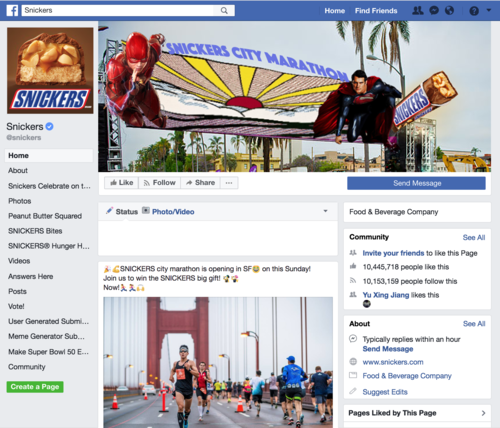 Snickers
Home
Find Friends
SNICKERS CITY MARATHON
SNICKERS
SNICKERS
Snickers
@snickers
Home
About
Snickers Celebrate on t...
Photos
Peanut Butter Squared
SNICKERS Bites
SNICKERS® Hunger H...
Videos
Answers Here
Posts
Vote!
User Generated Submi...
Meme Generator Sub...
Make Super Bowl 50 E...
Community
Create a Page
Like
Follow
Share
Send Message
Status
Photo/Video
SNICKERS city marathon is opening in SF😂 on this Sunday!
Join us to win the SNICKERS big gift!
Now!
Food & Beverage Company
Community
See All
Invite your friends to like this Page
10,445,718 people like this
10,153,159 people follow this
Yu Xing Jiang likes this
About
See All
Typically replies within an hour
Send Message
www.snickers.com
Food & Beverage Company
Suggest Edits
Pages Liked by This Page